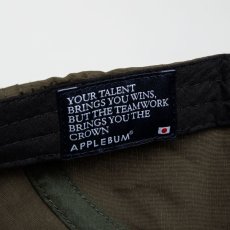 YOUR TALENT
BRINGS YOU WINS,
BUT THE TEAMWORK
BRINGS YOU THE
CROWN
APPLEBUM®